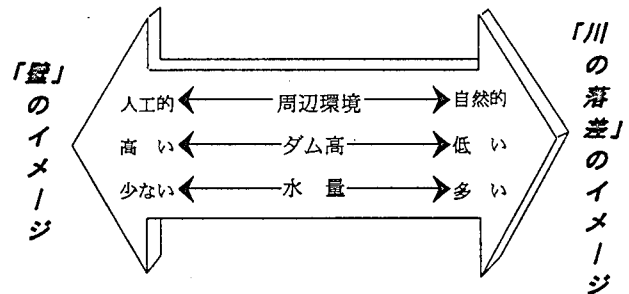 「壁」のイメージ
人工的 周辺環境 自然的
高い ダム高 低い
少ない 水量 多い
「川の落差」のイメージ